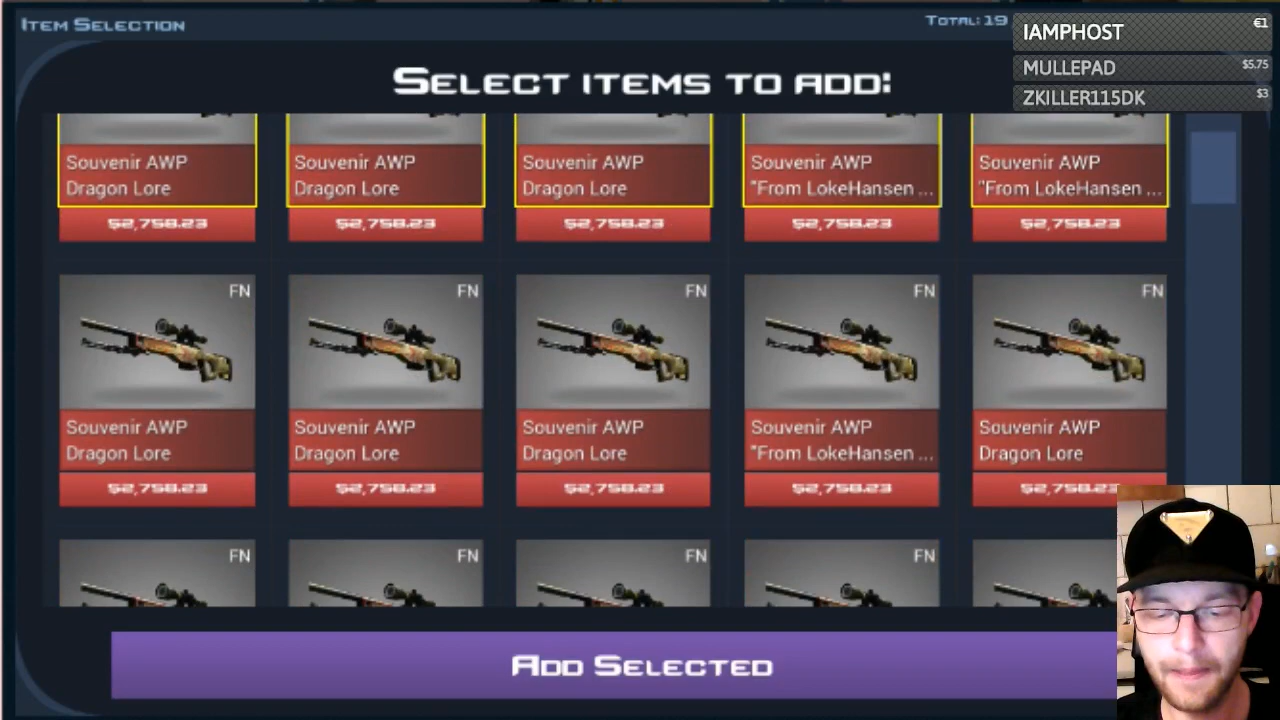 Item Selection
Total: 19
IAMPHOST €1
MULLEPAD $5.75
ZKILLER115DK $3
Select items to add:
Souvenir AWP Souvenir AWP Souvenir AWP Souvenir AWP Souvenir AWP
Dragon Lore Dragon Lore Dragon Lore "From LokeHansen ... "From LokeHansen ...
$2,758.23 $2,758.23 $2,758.23 $2,758.23 $2,758.23
FN FN FN FN FN
Souvenir AWP Souvenir AWP Souvenir AWP Souvenir AWP Souvenir AWP
Dragon Lore Dragon Lore Dragon Lore "From LokeHansen ... Dragon Lore
$2,758.23 $2,758.23 $2,758.23 $2,758.23 $2,758.23
FN FN FN FN
Add Selected